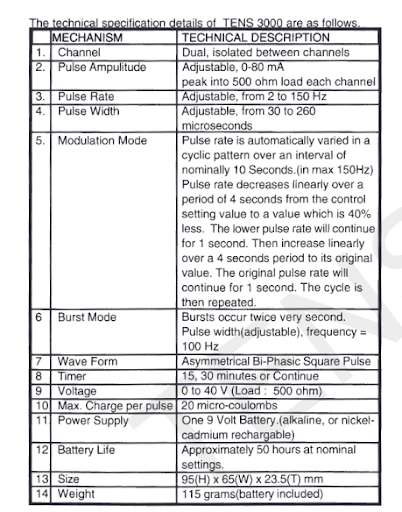 The technical specification details of TENS 3000 are as follows.
MECHANISM TECHNICAL DESCRIPTION
1. Channel Dual, isolated between channels
2. Pulse Ampulitude Adjustable, 0-80 mA
peak into 500 ohm load each channel
3. Pulse Rate Adjustable, from 2 to 150 Hz
4. Pulse Width Adjustable, from 30 to 260
microseconds
5. Modulation Mode Pulse rate is automatically varied in a
cyclic pattern over an interval of
nominally 10 Seconds.(in max 150Hz)
Pulse rate decreases linearly over a
period of 4 seconds from the control
setting value to a value which is 40%
less. The lower pulse rate will continue
for 1 second. Then increase linearly
over a 4 seconds period to its original
value. The original pulse rate will
continue for 1 second. The cycle is
then repeated.
6 Burst Mode Bursts occur twice very second.
Pulse width(adjustable), frequency =
100 Hz
7 Wave Form Asymmetrical Bi-Phasic Square Pulse
8 Timer 15, 30 minutes or Continue
9 Voltage 0 to 40 V (Load : 500 ohm)
10 Max. Charge per pulse 20 micro-coulombs
11 Power Supply One 9 Volt Battery.(alkaline, or nickel-
cadmium rechargable)
12 Battery Life Approximately 50 hours at nominal
settings.
13 Size 95(H) x 65(W) x 23.5(T) mm
14 Weight 115 grams(battery included)
TENS